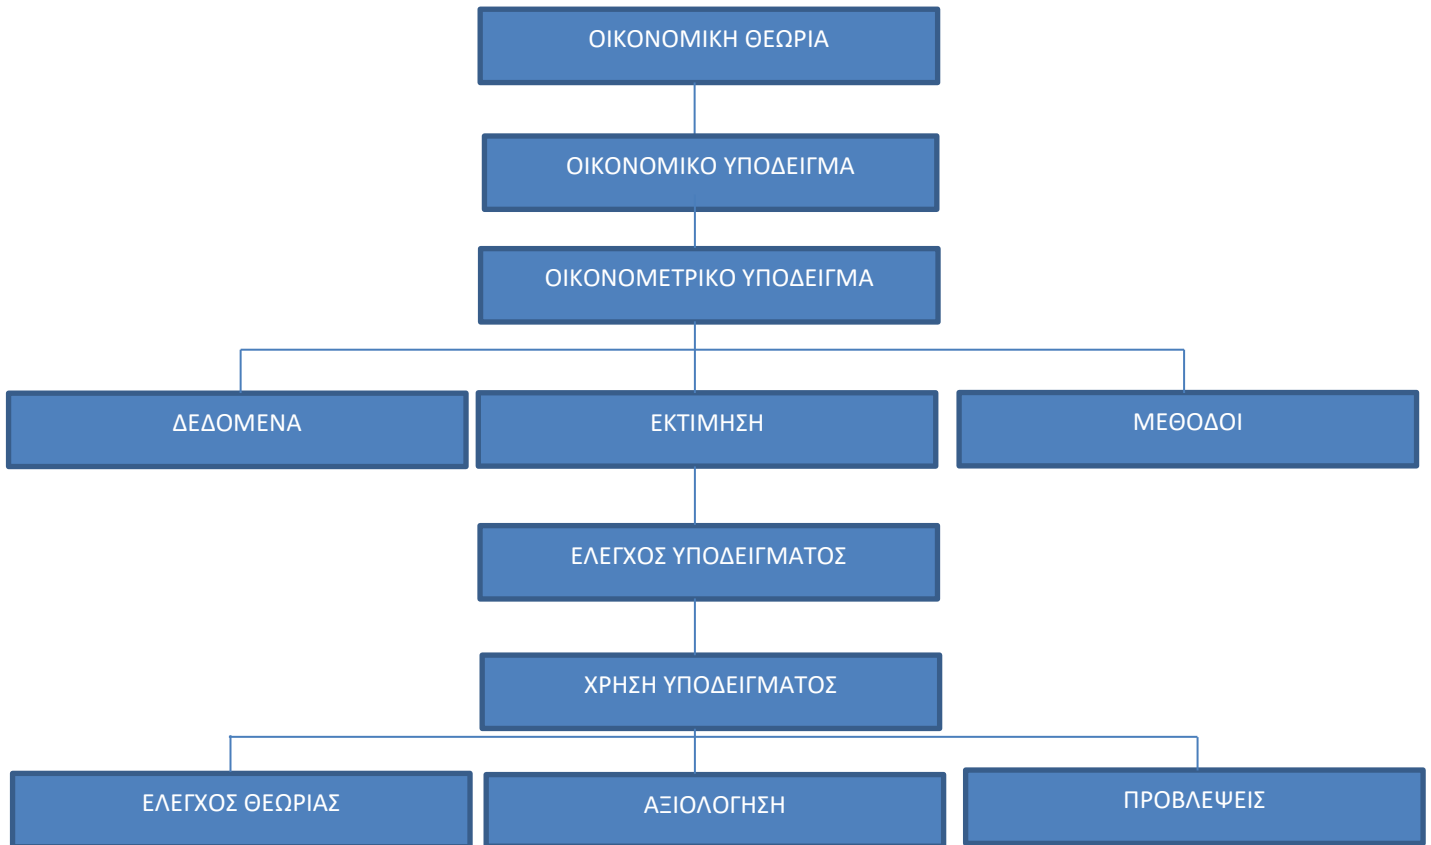 ΟΙΚΟΝΟΜΙΚΗ ΘΕΩΡΙΑ
ΟΙΚΟΝΟΜΙΚΟ ΥΠΟΔΕΙΓΜΑ
ΟΙΚΟΝΟΜΕΤΡΙΚΟ ΥΠΟΔΕΙΓΜΑ
ΔΕΔΟΜΕΝΑ
ΕΚΤΙΜΗΣΗ
ΜΕΘΟΔΟΙ
ΕΛΕΓΧΟΣ ΥΠΟΔΕΙΓΜΑΤΟΣ
ΧΡΗΣΗ ΥΠΟΔΕΙΓΜΑΤΟΣ
ΕΛΕΓΧΟΣ ΘΕΩΡΙΑΣ
ΑΞΙΟΛΟΓΗΣΗ
ΠΡΟΒΛΕΨΕΙΣ